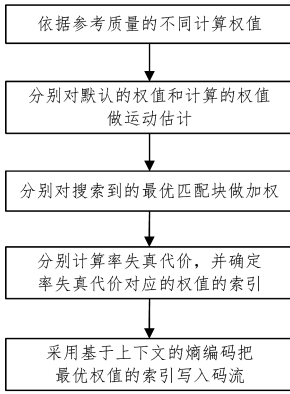 依据参考质量的不同计算权值
分别对默认的权值和计算的权值
做运动估计
分别对搜索到的最优匹配块做加权
分别计算率失真代价，并确定
率失真代价对应的权值的索引
采用基于上下文的熵编码把
最优权值的索引写入码流